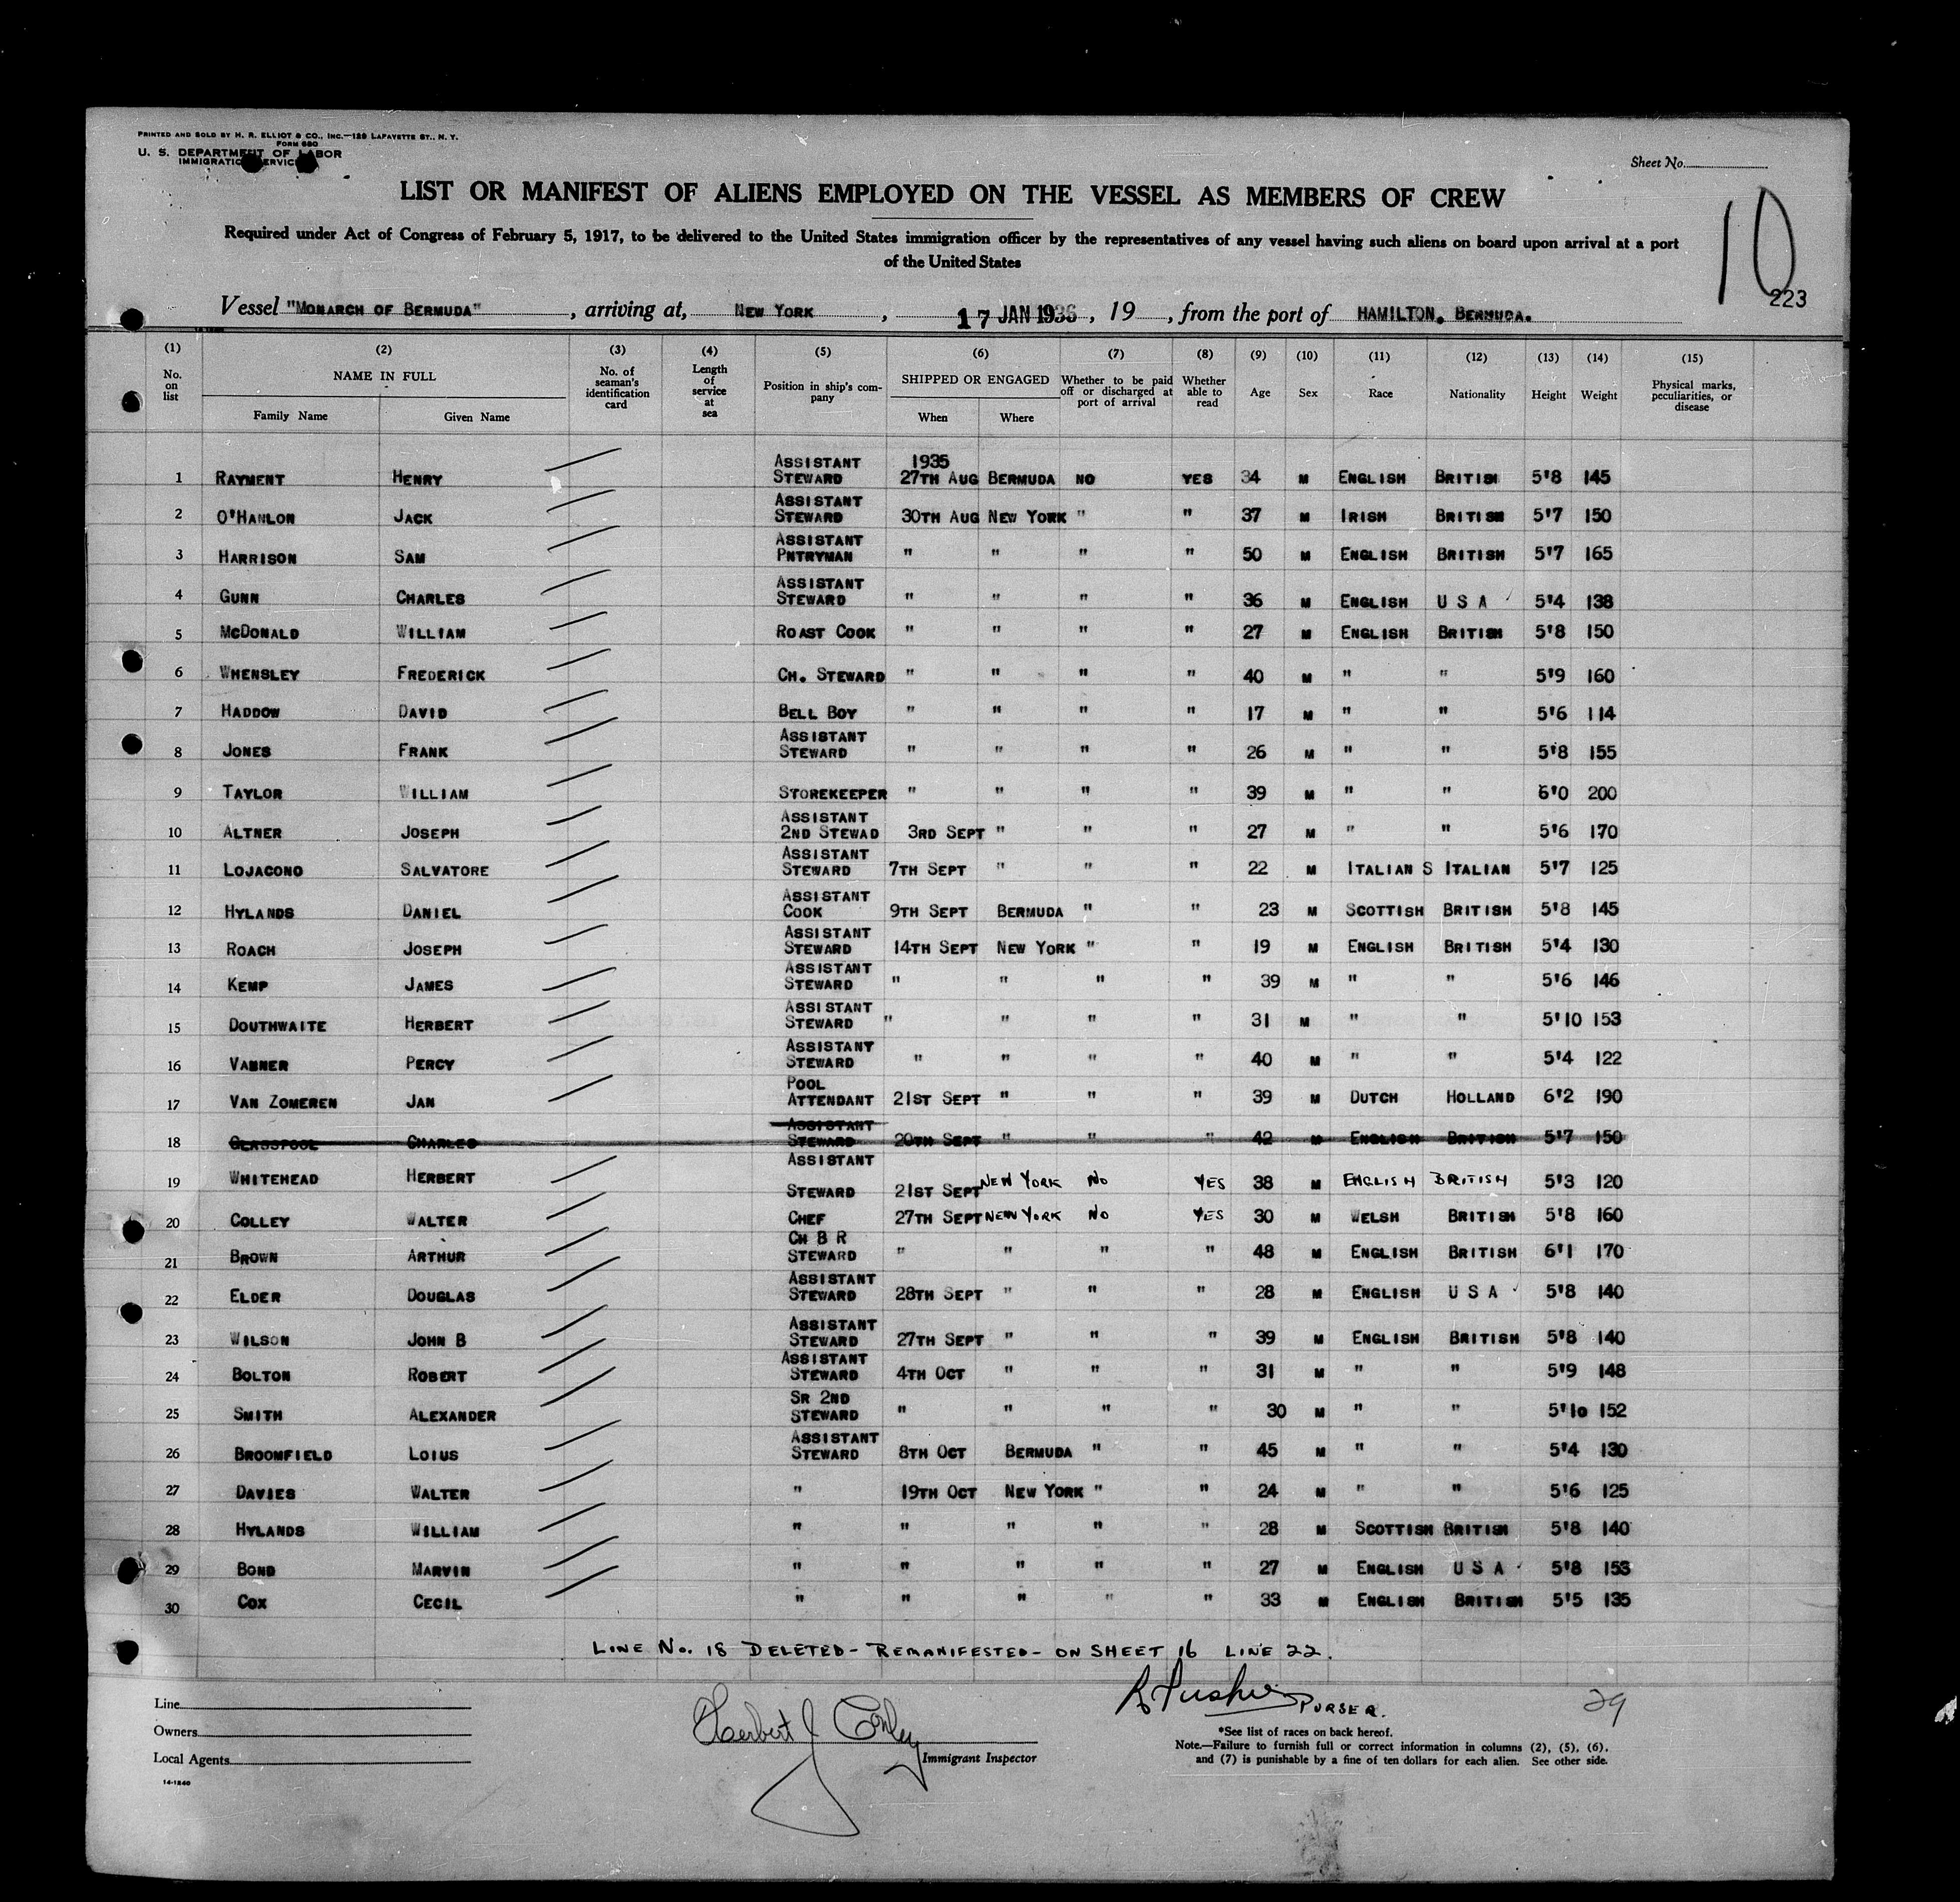 PRINTED AND SOLD BY H. R. ELLIOT & CO., INC.—129 LAFAYETTE ST., N. Y.
FORM 680
U. S. DEPARTMENT OF LABOR
IMMIGRATION SERVICE
Sheet No.
LIST OR MANIFEST OF ALIENS EMPLOYED ON THE VESSEL AS MEMBERS OF CREW
10
Required under Act of Congress of February 5, 1917, to be delivered to the United States immigration officer by the representatives of any vessel having such aliens on board upon arrival at a port
of the United States
223
Vessel "MONARCH OF BERMUDA", arriving at, NEW YORK, 17 JAN 1936, 19 , from the port of HAMILTON, BERMUDA.
(1) (2) (3) (4) (5) (6) (7) (8) (9) (10) (11) (12) (13) (14) (15)
No. on list NAME IN FULL Family Name Given Name No. of seaman's identification card Length of service at sea Position in ship's company SHIPPED OR ENGAGED When Where Whether to be paid off or discharged at port of arrival Whether able to read Age Sex Race Nationality Height Weight Physical marks, peculiarities, or disease
1 RAYMENT HENRY ASSISTANT STEWARD 1935 27TH AUG BERMUDA NO YES 34 M ENGLISH BRITISH 5'8 145
2 O'HANLON JACK ASSISTANT STEWARD 30TH AUG NEW YORK " " 37 M IRISH BRITISH 5'7 150
3 HARRISON SAM ASSISTANT PNTRYMAN " " " " 50 M ENGLISH BRITISH 5'7 165
4 GUNN CHARLES ASSISTANT STEWARD " " " " 36 M ENGLISH U S A 5'4 138
5 MCDONALD WILLIAM ROAST COOK " " " " 27 M ENGLISH BRITISH 5'8 150
6 WHENSLEY FREDERICK CH. STEWARD " " " " 40 M " " 5'9 160
7 HADDOW DAVID BELL BOY " " " " 17 M " " 5'6 114
8 JONES FRANK ASSISTANT STEWARD " " " " 26 M " " 5'8 155
9 TAYLOR WILLIAM STOREKEEPER " " " " 39 M " " 6'0 200
10 ALTNER JOSEPH ASSISTANT 2ND STEWAD 3RD SEPT " " " 27 M " " 5'6 170
11 LOJACONO SALVATORE ASSISTANT STEWARD 7TH SEPT " " " 22 M ITALIAN S ITALIAN 5'7 125
12 HYLANDS DANIEL ASSISTANT COOK 9TH SEPT BERMUDA " " 23 M SCOTTISH BRITISH 5'8 145
13 ROACH JOSEPH ASSISTANT STEWARD 14TH SEPT NEW YORK " " 19 M ENGLISH BRITISH 5'4 130
14 KEMP JAMES ASSISTANT STEWARD " " " " 39 M " " 5'6 146
15 DOUTHWAITE HERBERT ASSISTANT STEWARD " " " " 31 M " " 5'10 153
16 VANNER PERCY ASSISTANT STEWARD " " " " 40 M " " 5'4 122
17 VAN ZOMEREN JAN POOL ATTENDANT 21ST SEPT " " " 39 M DUTCH HOLLAND 6'2 190
18 GLASSPOOL CHARLES ASSISTANT STEWARD 20TH SEPT " " " 42 M ENGLISH BRITISH 5'7 150
19 WHITEHEAD HERBERT ASSISTANT STEWARD 21ST SEPT NEW YORK NO YES 38 M ENGLISH BRITISH 5'3 120
20 COLLEY WALTER CHEF 27TH SEPT NEW YORK NO YES 30 M WELSH BRITISH 5'8 160
21 BROWN ARTHUR CH B R STEWARD " " " " 48 M ENGLISH BRITISH 6'1 170
22 ELDER DOUGLAS ASSISTANT STEWARD 28TH SEPT " " " 28 M ENGLISH U S A 5'8 140
23 WILSON JOHN B ASSISTANT STEWARD 27TH SEPT " " " 39 M ENGLISH BRITISH 5'8 140
24 BOLTON ROBERT ASSISTANT STEWARD 4TH OCT " " " 31 M " " 5'9 148
25 SMITH ALEXANDER SR 2ND STEWARD " " " " 30 M " " 5'10 152
26 BROOMFIELD LOIUS ASSISTANT STEWARD 8TH OCT BERMUDA " " 45 M " " 5'4 130
27 DAVIES WALTER " 19TH OCT NEW YORK " " 24 M " " 5'6 125
28 HYLANDS WILLIAM " " " " " 28 M SCOTTISH BRITISH 5'8 140
29 BOND MARVIN " " " " " 27 M ENGLISH U S A 5'8 153
30 COX CECIL " " " " " 33 M ENGLISH BRITISH 5'5 135
LINE NO. 18 DELETED - REMANIFESTED - ON SHEET 16 LINE 22.
PURSER.
29
Line
Owners
Local Agents
Herbert J Conley
Immigrant Inspector
*See list of races on back hereof.
Note.—Failure to furnish full or correct information in columns (2), (5), (6),
and (7) is punishable by a fine of ten dollars for each alien. See other side.
14-1240